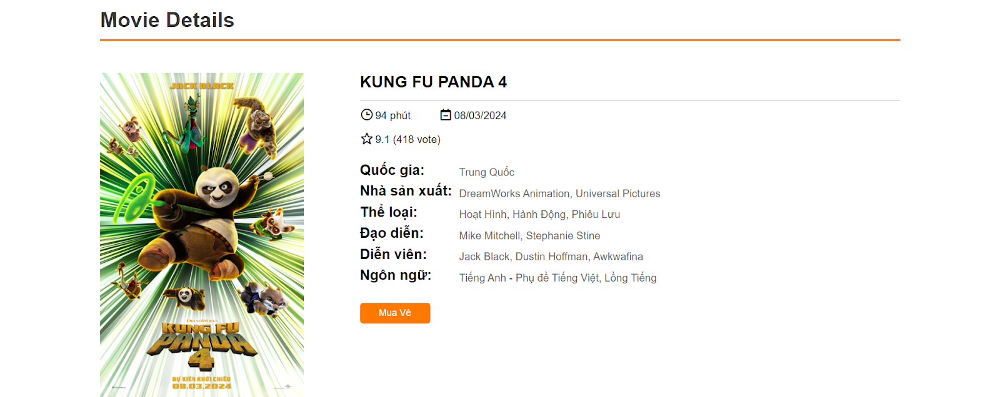 Movie Details
JACK BLACK
KUNG FU PANDA 4
94 phút
08/03/2024
9.1 (418 vote)
Quốc gia: Trung Quốc
Nhà sản xuất: DreamWorks Animation, Universal Pictures
Thể loại: Hoạt Hình, Hành Động, Phiêu Lưu
Đạo diễn: Mike Mitchell, Stephanie Stine
Diễn viên: Jack Black, Dustin Hoffman, Awkwafina
Ngôn ngữ: Tiếng Anh - Phụ đề Tiếng Việt, Lồng Tiếng
Mua Vé
DREAMWORKS
KUNG FU
PANDA
4
DỰ KIẾN KHỞI CHIẾU
08.03.2024